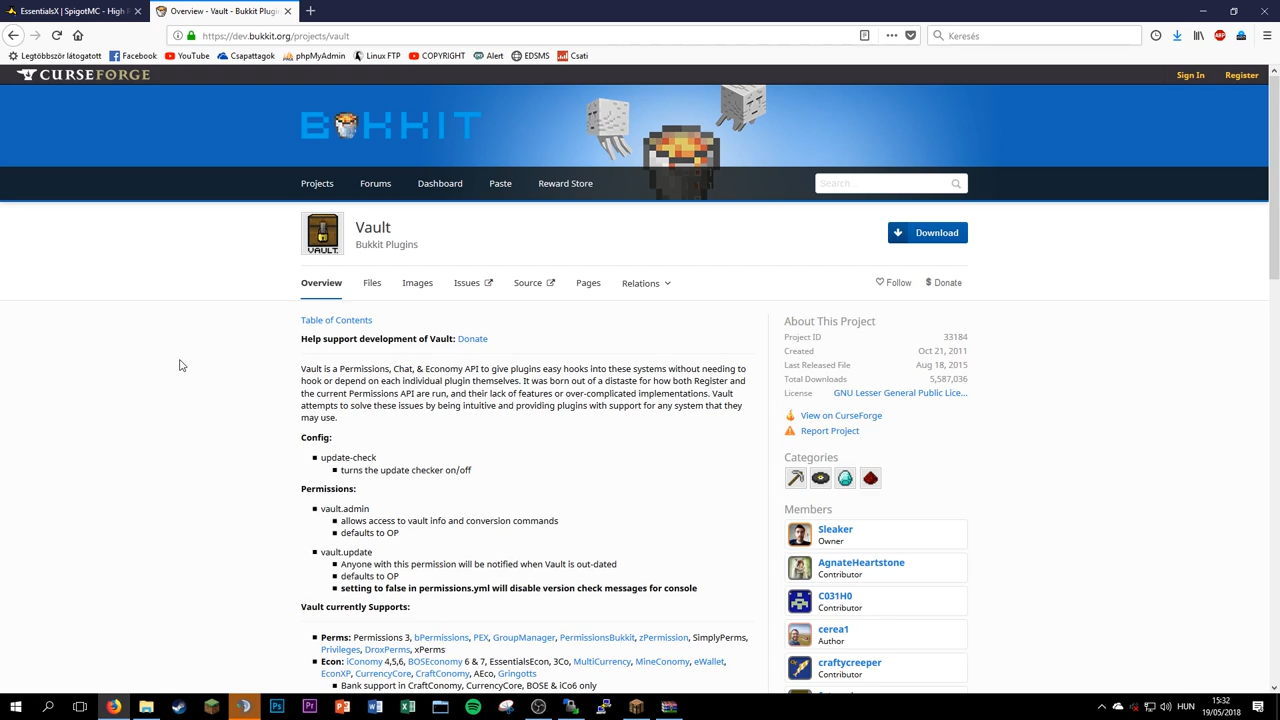 EssentialsX | SpigotMC - High P
Overview - Vault - Bukkit Plugin
https://dev.bukkit.org/projects/vault
Keresés
Legtöbbször látogatott
Facebook
YouTube
Csapattagok
phpMyAdmin
Linux FTP
COPYRIGHT
Alert
EDSMS
Csati
CURSEFORGE
Sign In
Register
BUKKIT
Projects
Forums
Dashboard
Paste
Reward Store
Search...
Vault
Bukkit Plugins
VAULT
Download
Overview
Files
Images
Issues
Source
Pages
Relations
Follow
$ Donate
Table of Contents
Help support development of Vault: Donate
Vault is a Permissions, Chat, & Economy API to give plugins easy hooks into these systems without needing to
hook or depend on each individual plugin themselves. It was born out of a distaste for how both Register and
the current Permissions API are run, and their lack of features or over-complicated implementations. Vault
attempts to solve these issues by being intuitive and providing plugins with support for any system that they
may use.
Config:
update-check
turns the update checker on/off
Permissions:
vault.admin
allows access to vault info and conversion commands
defaults to OP
vault.update
Anyone with this permission will be notified when Vault is out-dated
defaults to OP
setting to false in permissions.yml will disable version check messages for console
Vault currently Supports:
Perms: Permissions 3, bPermissions, PEX, GroupManager, PermissionsBukkit, zPermission, SimplyPerms,
Privileges, DroxPerms, xPerms
Econ: iConomy 4,5,6, BOSEconomy 6 & 7, EssentialsEcon, 3Co, MultiCurrency, MineConomy, eWallet,
EconXP, CurrencyCore, CraftConomy, AEco, Gringotts
Bank support in CraftConomy, CurrencyCore, BOSE & iCo6 only
About This Project
Project ID 33184
Created Oct 21, 2011
Last Released File Aug 18, 2015
Total Downloads 5,587,036
License GNU Lesser General Public Lice...
View on CurseForge
Report Project
Categories
Members
Sleaker
Owner
AgnateHeartstone
Contributor
C031H0
Contributor
cerea1
Author
craftycreeper
Contributor
HUN
15:32
19/05/2018